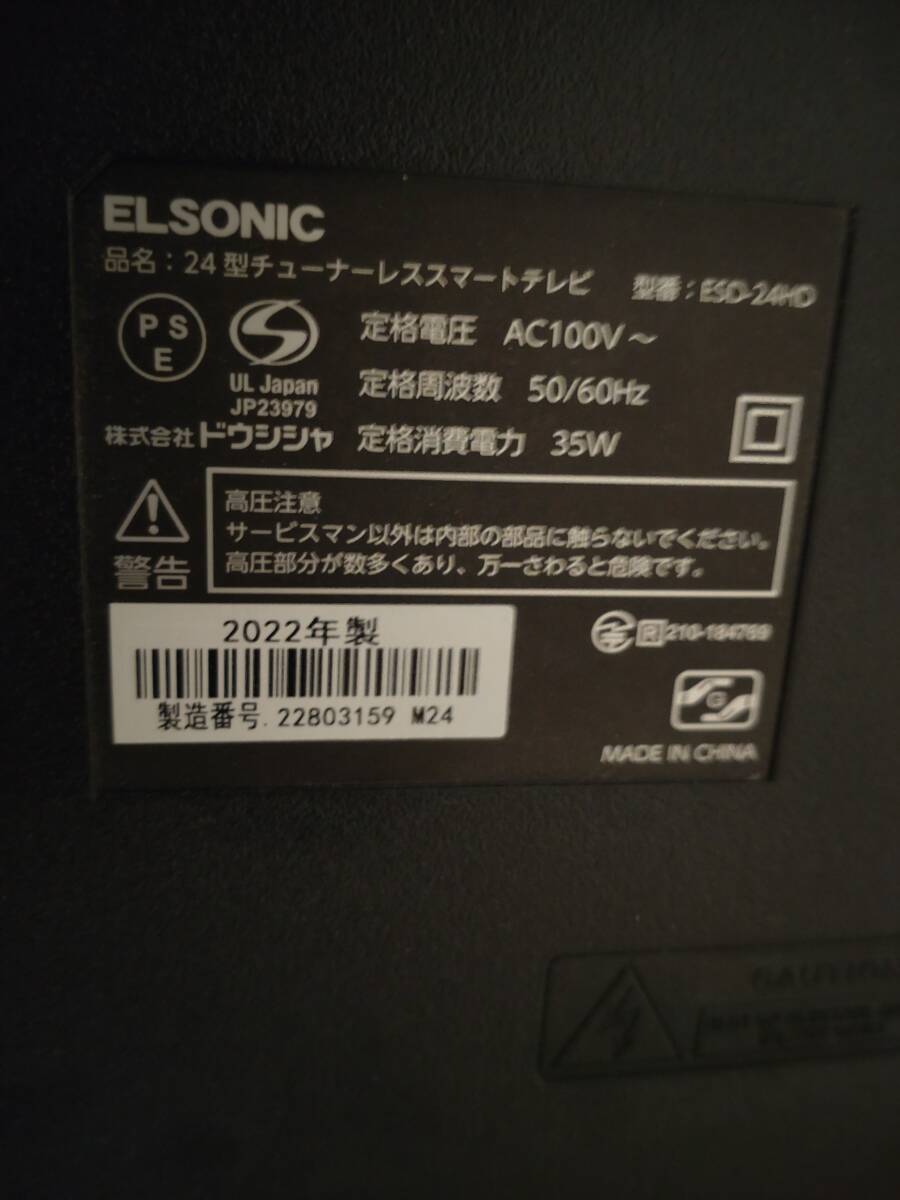 ELSONIC
品名：24型チューナーレススマートテレビ 型番：ESD-24HD
PSE
UL Japan
JP23979
定格電圧 AC100V～
定格周波数 50/60Hz
株式会社ドウシシャ 定格消費電力 35W
警告
高圧注意
サービスマン以外は内部の部品に触らないでください。
高圧部分が数多くあり、万一さわると危険です。
2022年製
製造番号. 22803159 M24
R 210-184789
G
MADE IN CHINA
CAUTION